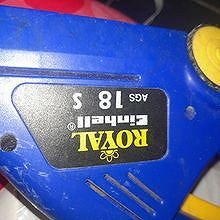 ROYAL
Einhell®
AGS 18 S